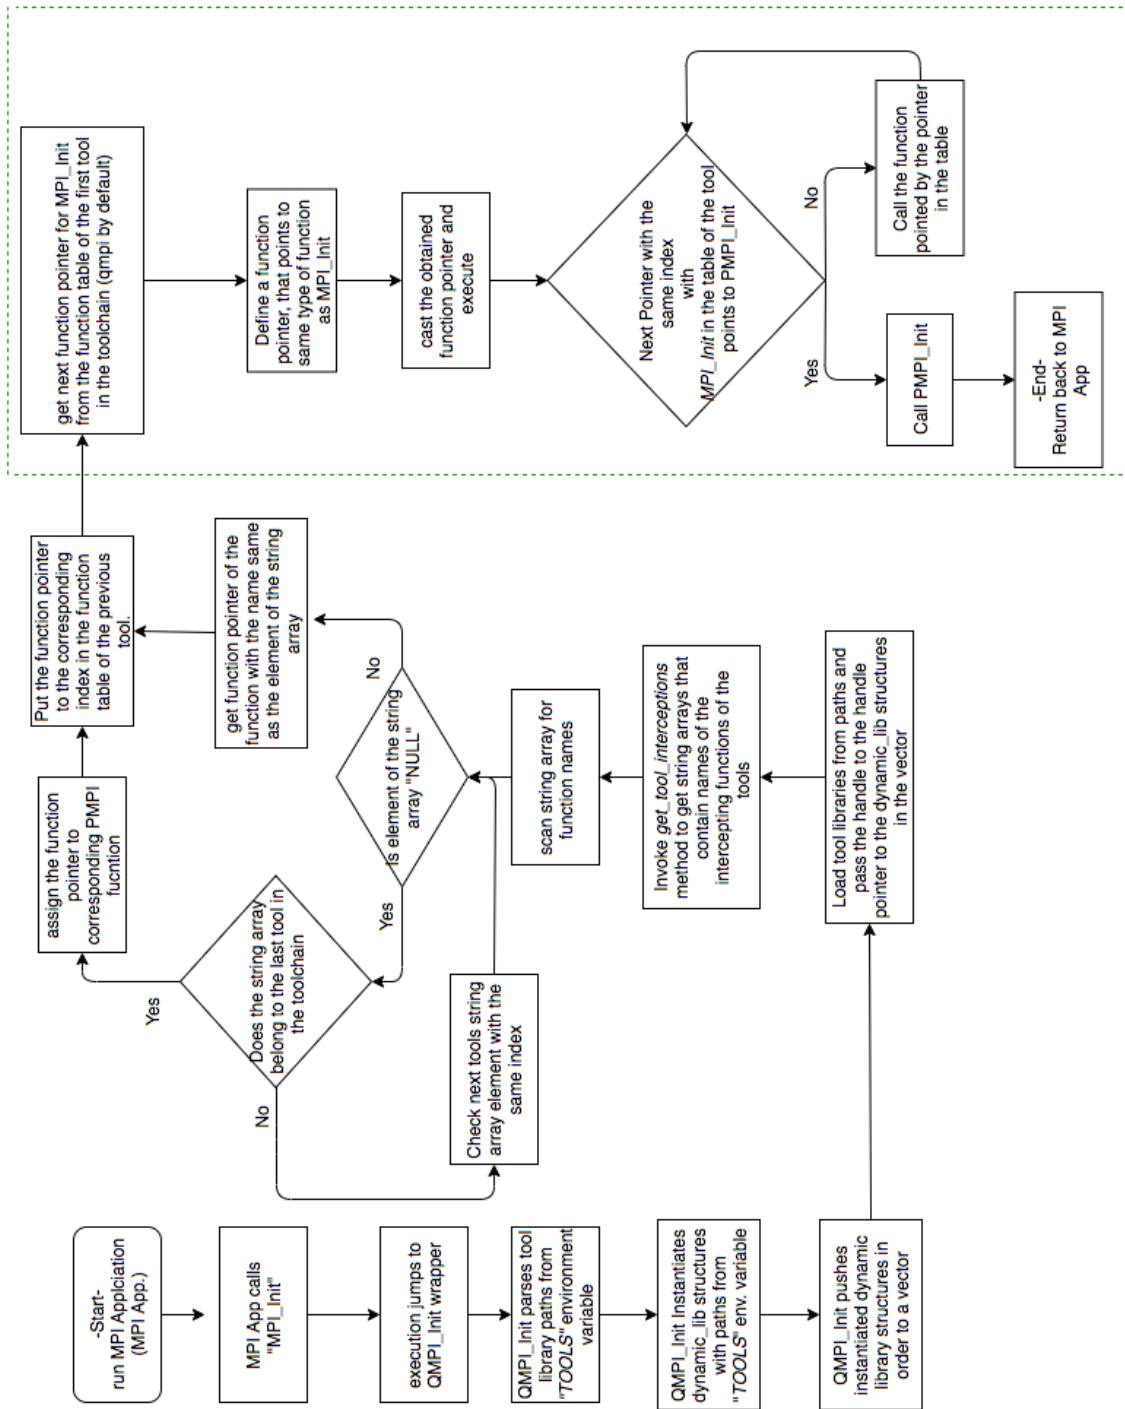 -Start-
run MPI Applciation
(MPI App.)
MPI App calls
"MPI_Init"
execution jumps to
QMPI_Init wrapper
QMPI_Init parses tool
library paths from
"TOOLS" environment
variable
QMPI_Init Instantiates
dynamic_lib structures
with paths from
"TOOLS" env. variable
QMPI_Init pushes
instantiated dynamic
library structures in
order to a vector
Load tool libraries from paths and
pass the handle to the handle
pointer to the dynamic_lib structures
in the vector
Invoke get_tool_interceptions
method to get string arrays that
contain names of the
intercepting functions of the
tools
scan string array for
function names
Is element of the string
array "NULL"
Yes
No
Does the string array
belong to the last tool in
the toolchain
No
Yes
Check next tools string
array element with the
same index
assign the function
pointer to
corresponding PMPI
fucntion
get function pointer of the
function with the name same
as the element of the string
array
Put the function pointer
to the corresponding
index in the function
table of the previous
tool.
get next function pointer for MPI_Init
from the function table of the first tool
in the toolchain (qmpi by default)
Define a function
pointer, that points to
same type of function
as MPI_Init
cast the obtained
function pointer and
execute
Next Pointer with the
same index
with
MPI_Init in the table of the tool
points to PMPI_Init
Yes
No
Call the function
pointed by the pointer
in the table
Call PMPI_Init
-End-
Return back to MPI
App